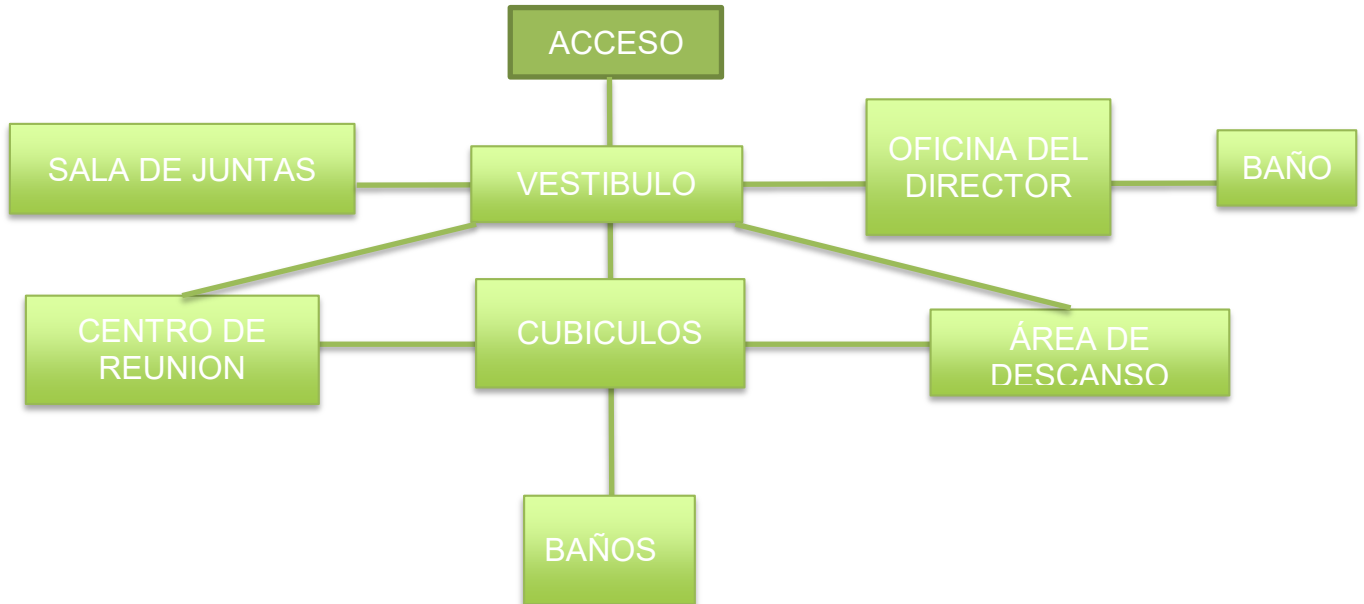 ACCESO
SALA DE JUNTAS
VESTIBULO
OFICINA DEL
DIRECTOR
BAÑO
CENTRO DE
REUNION
CUBICULOS
ÁREA DE
DESCANSO
BAÑOS